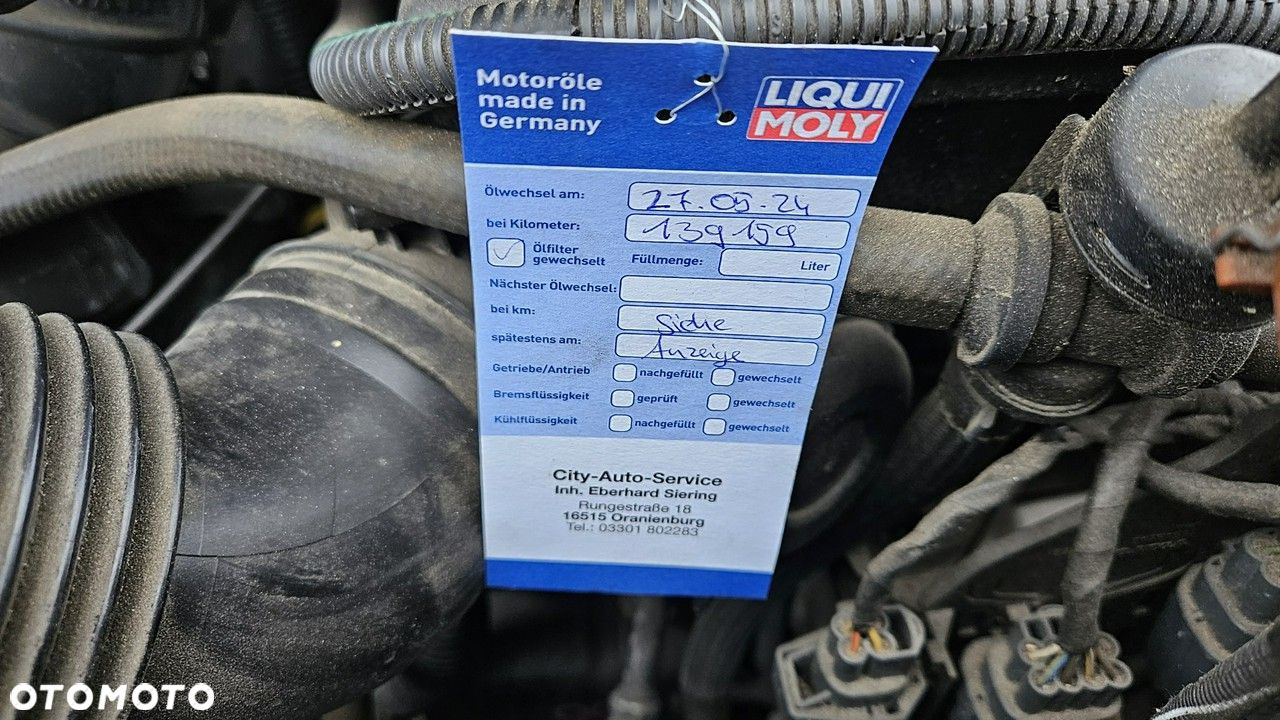 Motoröle
made in
Germany
LIQUI
MOLY
Ölwechsel am: 27.05.24
bei Kilometer: 139159
Ölfilter
gewechselt
Füllmenge: Liter
Nächster Ölwechsel:
bei km: Siehe
spätestens am: Anzeige
Getriebe/Antrieb nachgefüllt gewechselt
Bremsflüssigkeit geprüft gewechselt
Kühlflüssigkeit nachgefüllt gewechselt
City-Auto-Service
Inh. Eberhard Siering
Rungestraße 18
16515 Oranienburg
Tel.: 03301 802283
OTOMOTO